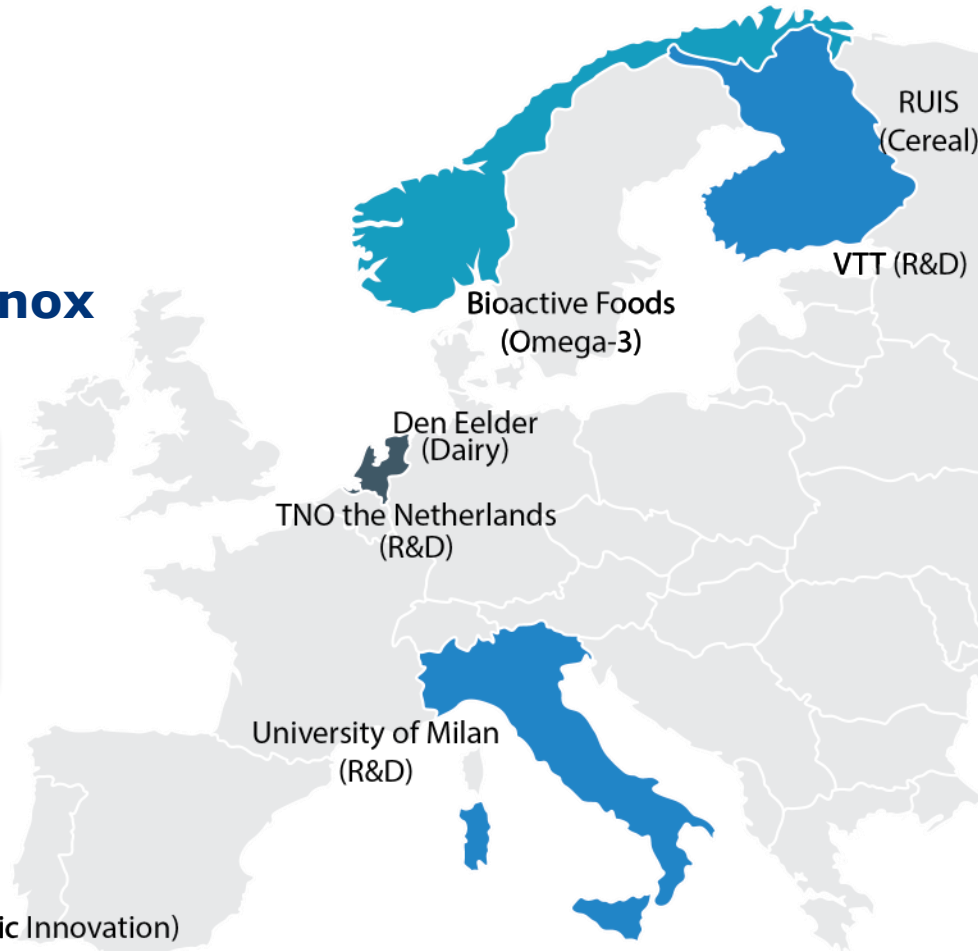 RUIS
(Cereal)
VTT (R&D)
nox
Bioactive Foods
(Omega-3)
Den Eelder
(Dairy)
TNO the Netherlands
(R&D)
University of Milan
(R&D)
ic Innovation)